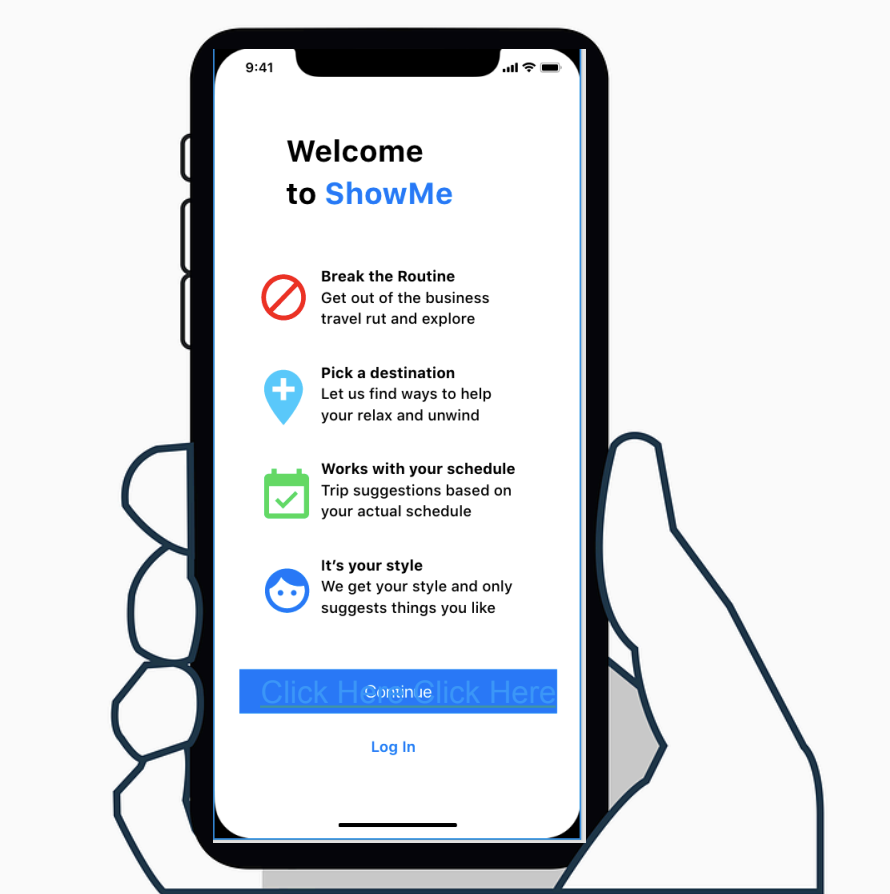 9:41
Welcome
to ShowMe
Break the Routine
Get out of the business
travel rut and explore
Pick a destination
Let us find ways to help
your relax and unwind
Works with your schedule
Trip suggestions based on
your actual schedule
It's your style
We get your style and only
suggests things you like
Click Here Click Here
Continue
Log In